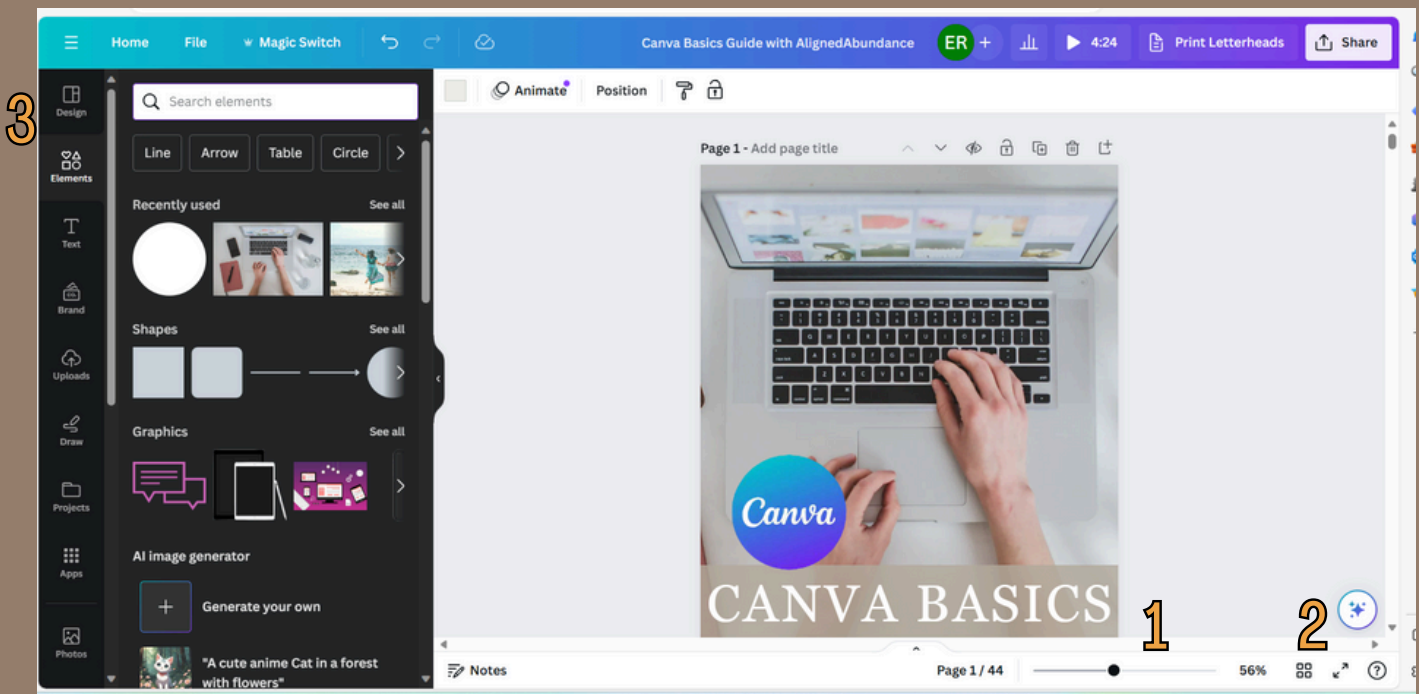 Home File Magic Switch Canva Basics Guide with AlignedAbundance ER + 4:24 Print Letterheads Share
3
Design
Elements
Text
Brand
Uploads
Draw
Projects
Apps
Photos
Search elements
Line Arrow Table Circle
Recently used See all
Shapes See all
Graphics See all
AI image generator
Generate your own
"A cute anime Cat in a forest
with flowers"
Animate Position
Page 1 - Add page title
Canva
CANVA BASICS
1
2
Notes Page 1 / 44 56%